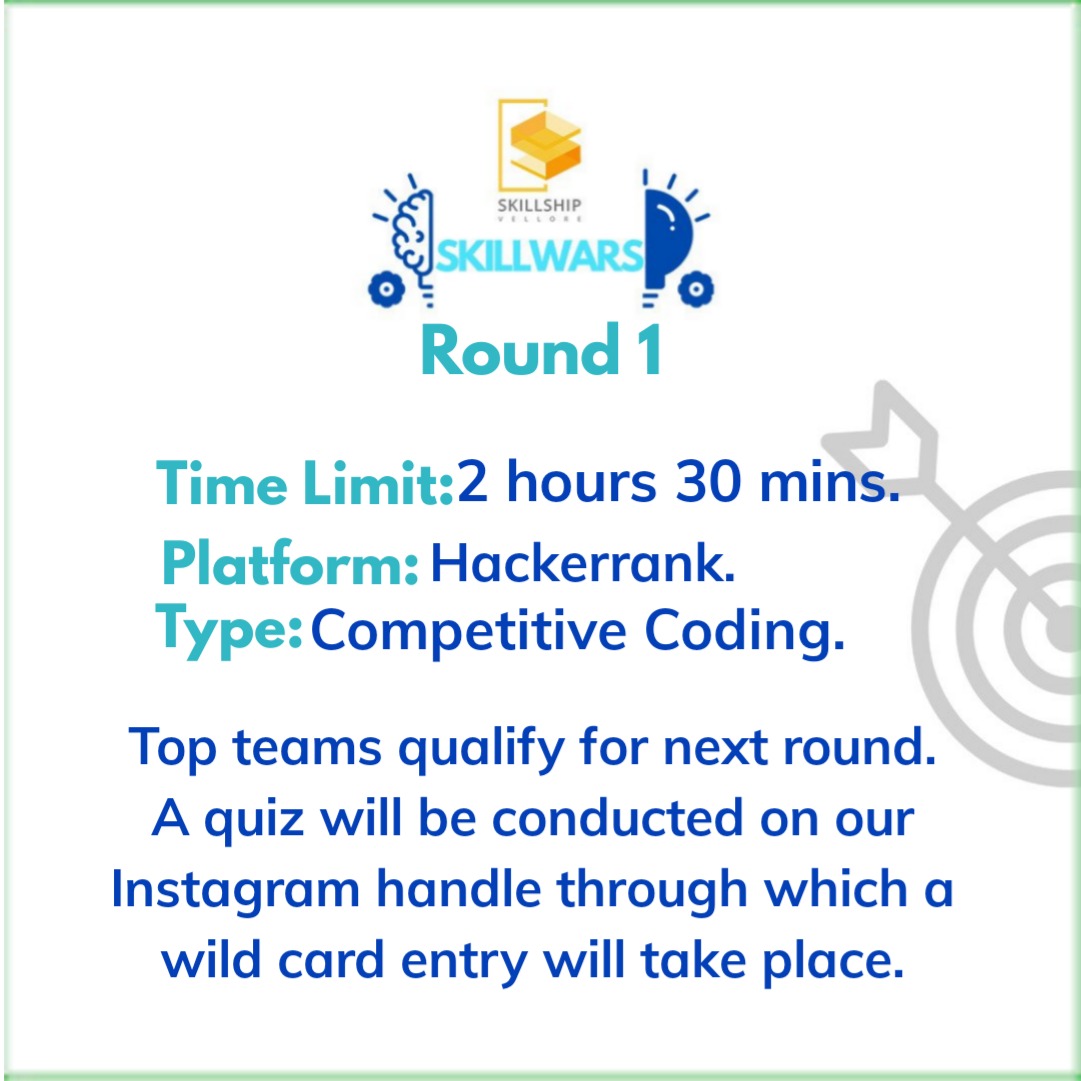 SKILLSHIP
VELLORE
SKILLWARS
Round 1
Time Limit:2 hours 30 mins.
Platform: Hackerrank.
Type: Competitive Coding.
Top teams qualify for next round.
A quiz will be conducted on our
Instagram handle through which a
wild card entry will take place.